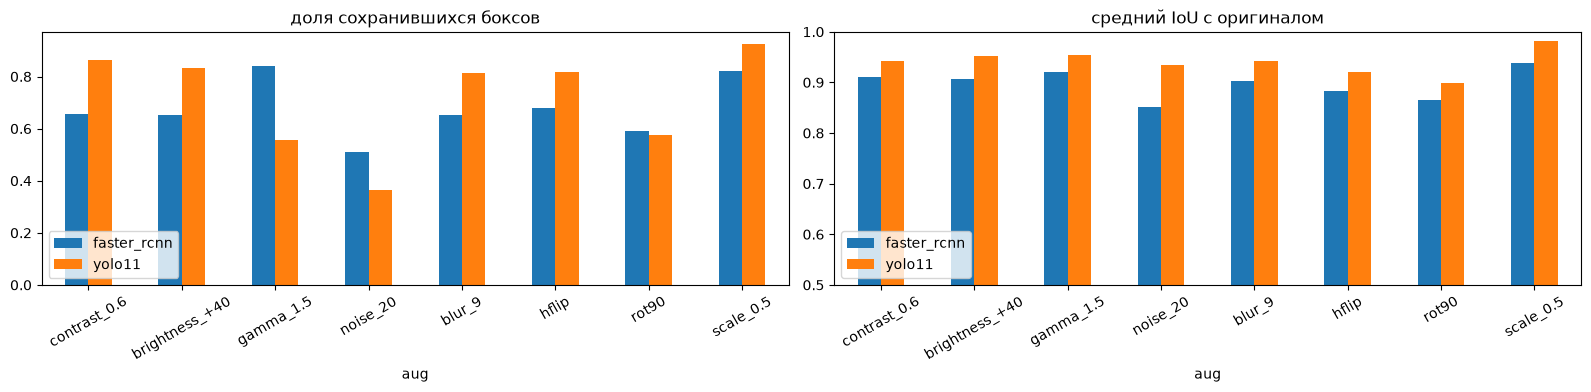 доля сохранившихся боксов
0.8
0.6
0.4
0.2
0.0
faster_rcnn
yolo11
contrast_0.6
brightness_+40
gamma_1.5
noise_20
blur_9
hflip
rot90
scale_0.5
aug
средний IoU с оригиналом
1.0
0.9
0.8
0.7
0.6
0.5
faster_rcnn
yolo11
contrast_0.6
brightness_+40
gamma_1.5
noise_20
blur_9
hflip
rot90
scale_0.5
aug